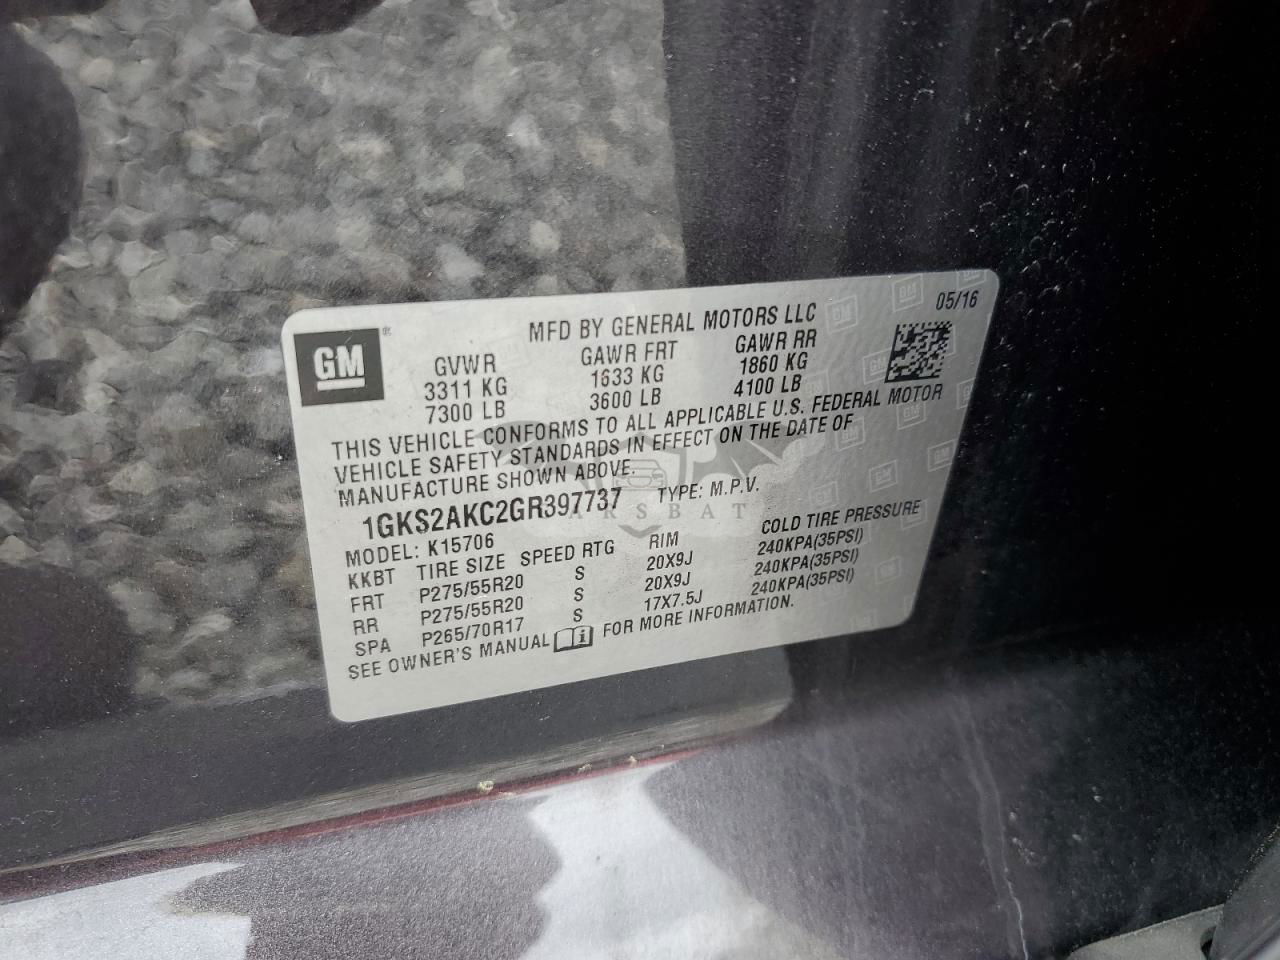 GM
MFD BY GENERAL MOTORS LLC
05/16
GVWR GAWR FRT GAWR RR
3311 KG 1633 KG 1860 KG
7300 LB 3600 LB 4100 LB
THIS VEHICLE CONFORMS TO ALL APPLICABLE U.S. FEDERAL MOTOR
VEHICLE SAFETY STANDARDS IN EFFECT ON THE DATE OF
MANUFACTURE SHOWN ABOVE.
1GKS2AKC2GR397737 TYPE: M.P.V.
MODEL: K15706
KKBT TIRE SIZE SPEED RTG RIM COLD TIRE PRESSURE
FRT P275/55R20 S 20X9J 240KPA(35PSI)
RR P275/55R20 S 20X9J 240KPA(35PSI)
SPA P265/70R17 S 17X7.5J 240KPA(35PSI)
SEE OWNER'S MANUAL FOR MORE INFORMATION.